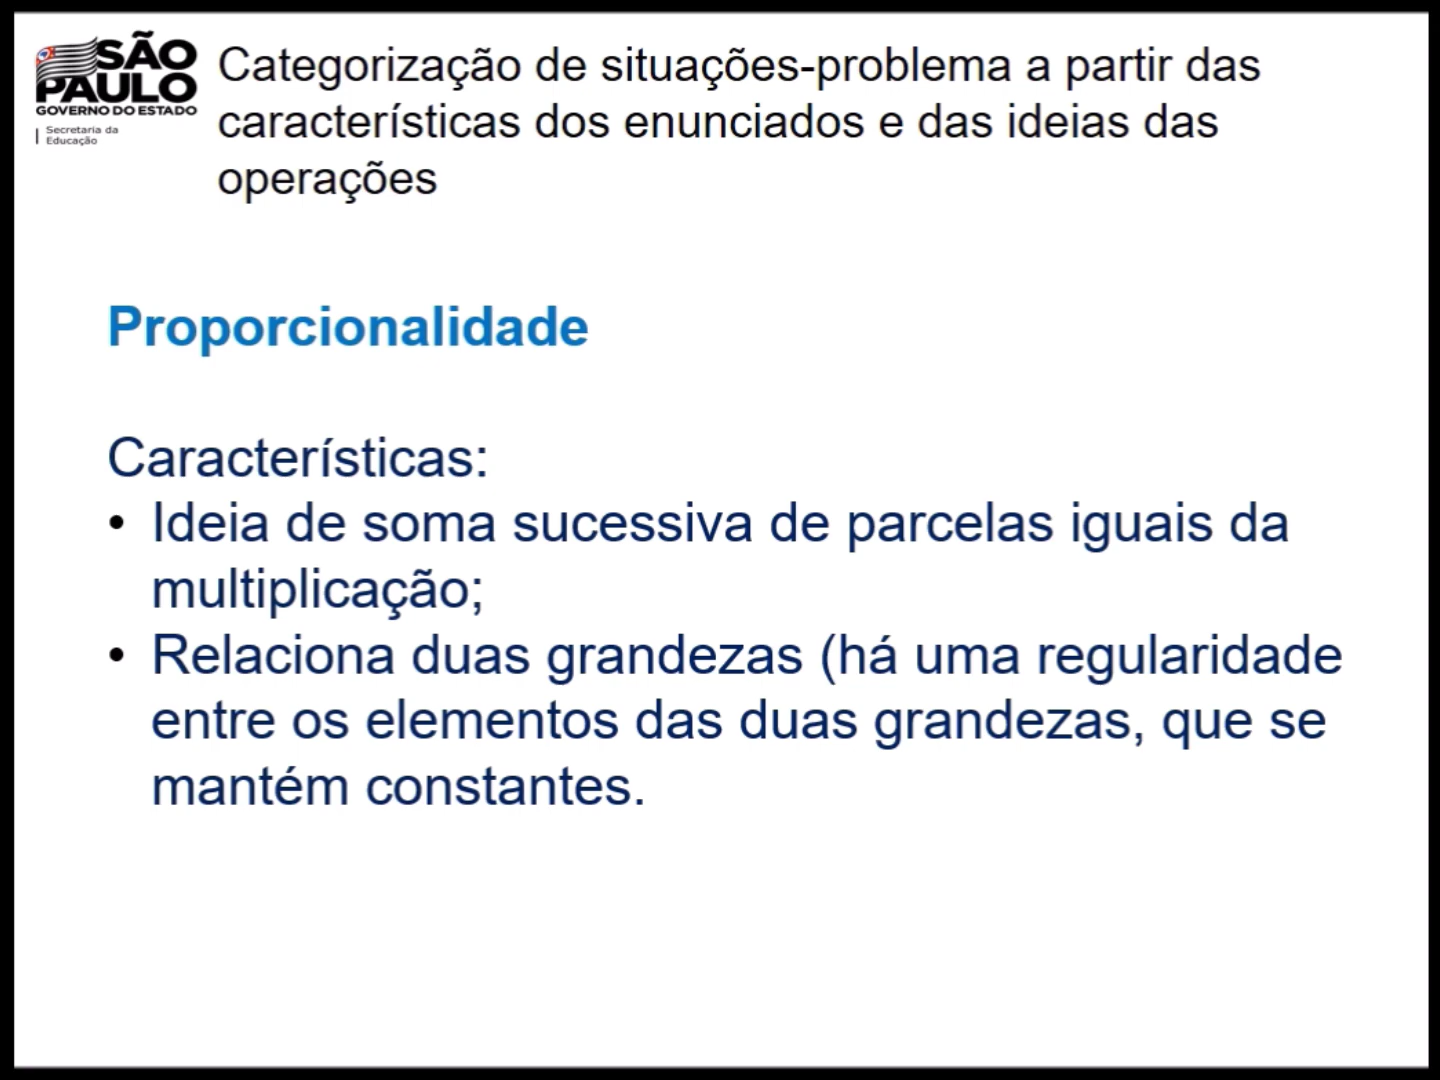 SÃO
PAULO
GOVERNO DO ESTADO
Secretaria da
Educação
Categorização de situações-problema a partir das
características dos enunciados e das ideias das
operações
Proporcionalidade
Características:
• Ideia de soma sucessiva de parcelas iguais da
multiplicação;
• Relaciona duas grandezas (há uma regularidade
entre os elementos das duas grandezas, que se
mantém constantes.